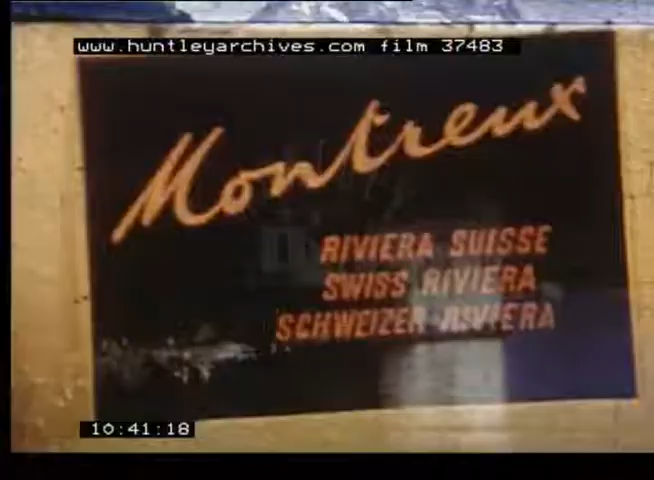 www.huntleyarchives.com film 37483
Montreux
RIVIERA SUISSE
SWISS RIVIERA
SCHWEIZER RIVIERA
10:41:18